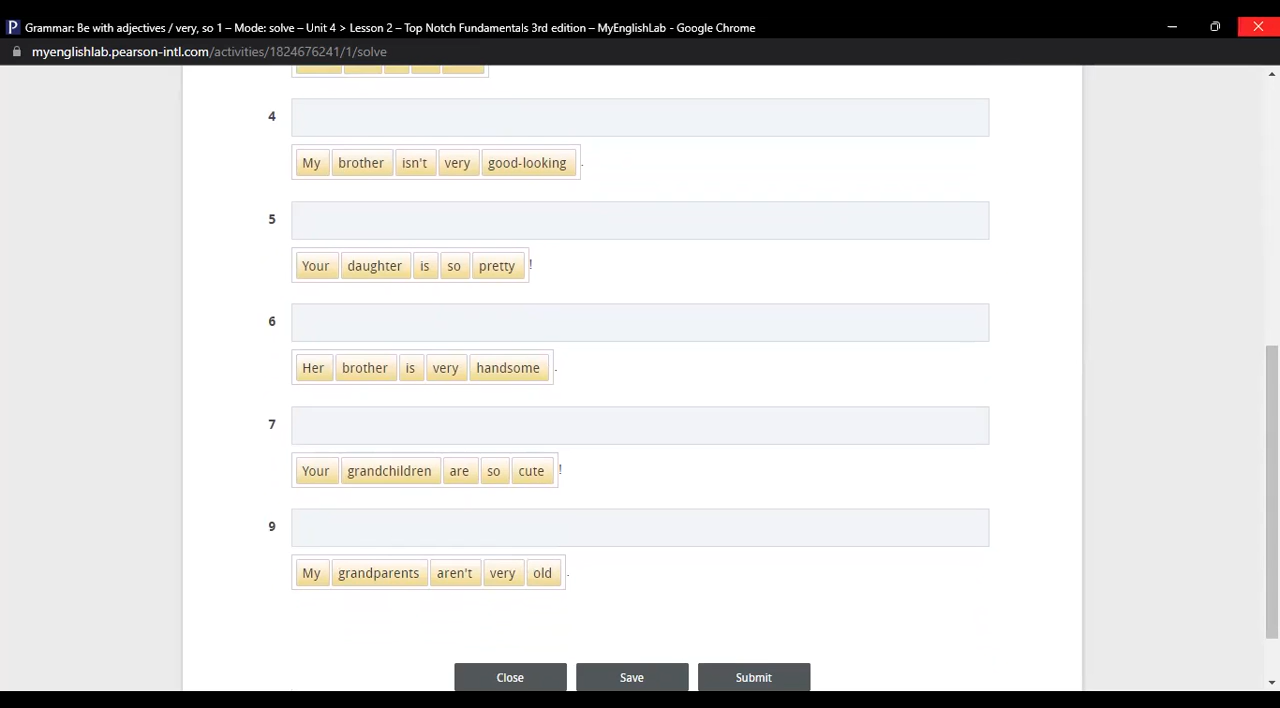 Grammar: Be with adjectives / very, so 1 – Mode: solve – Unit 4 > Lesson 2 – Top Notch Fundamentals 3rd edition – MyEnglishLab - Google Chrome
myenglishlab.pearson-intl.com/activities/1824676241/1/solve
4
My brother isn't very good-looking .
5
Your daughter is so pretty !
6
Her brother is very handsome .
7
Your grandchildren are so cute !
9
My grandparents aren't very old .
Close Save Submit